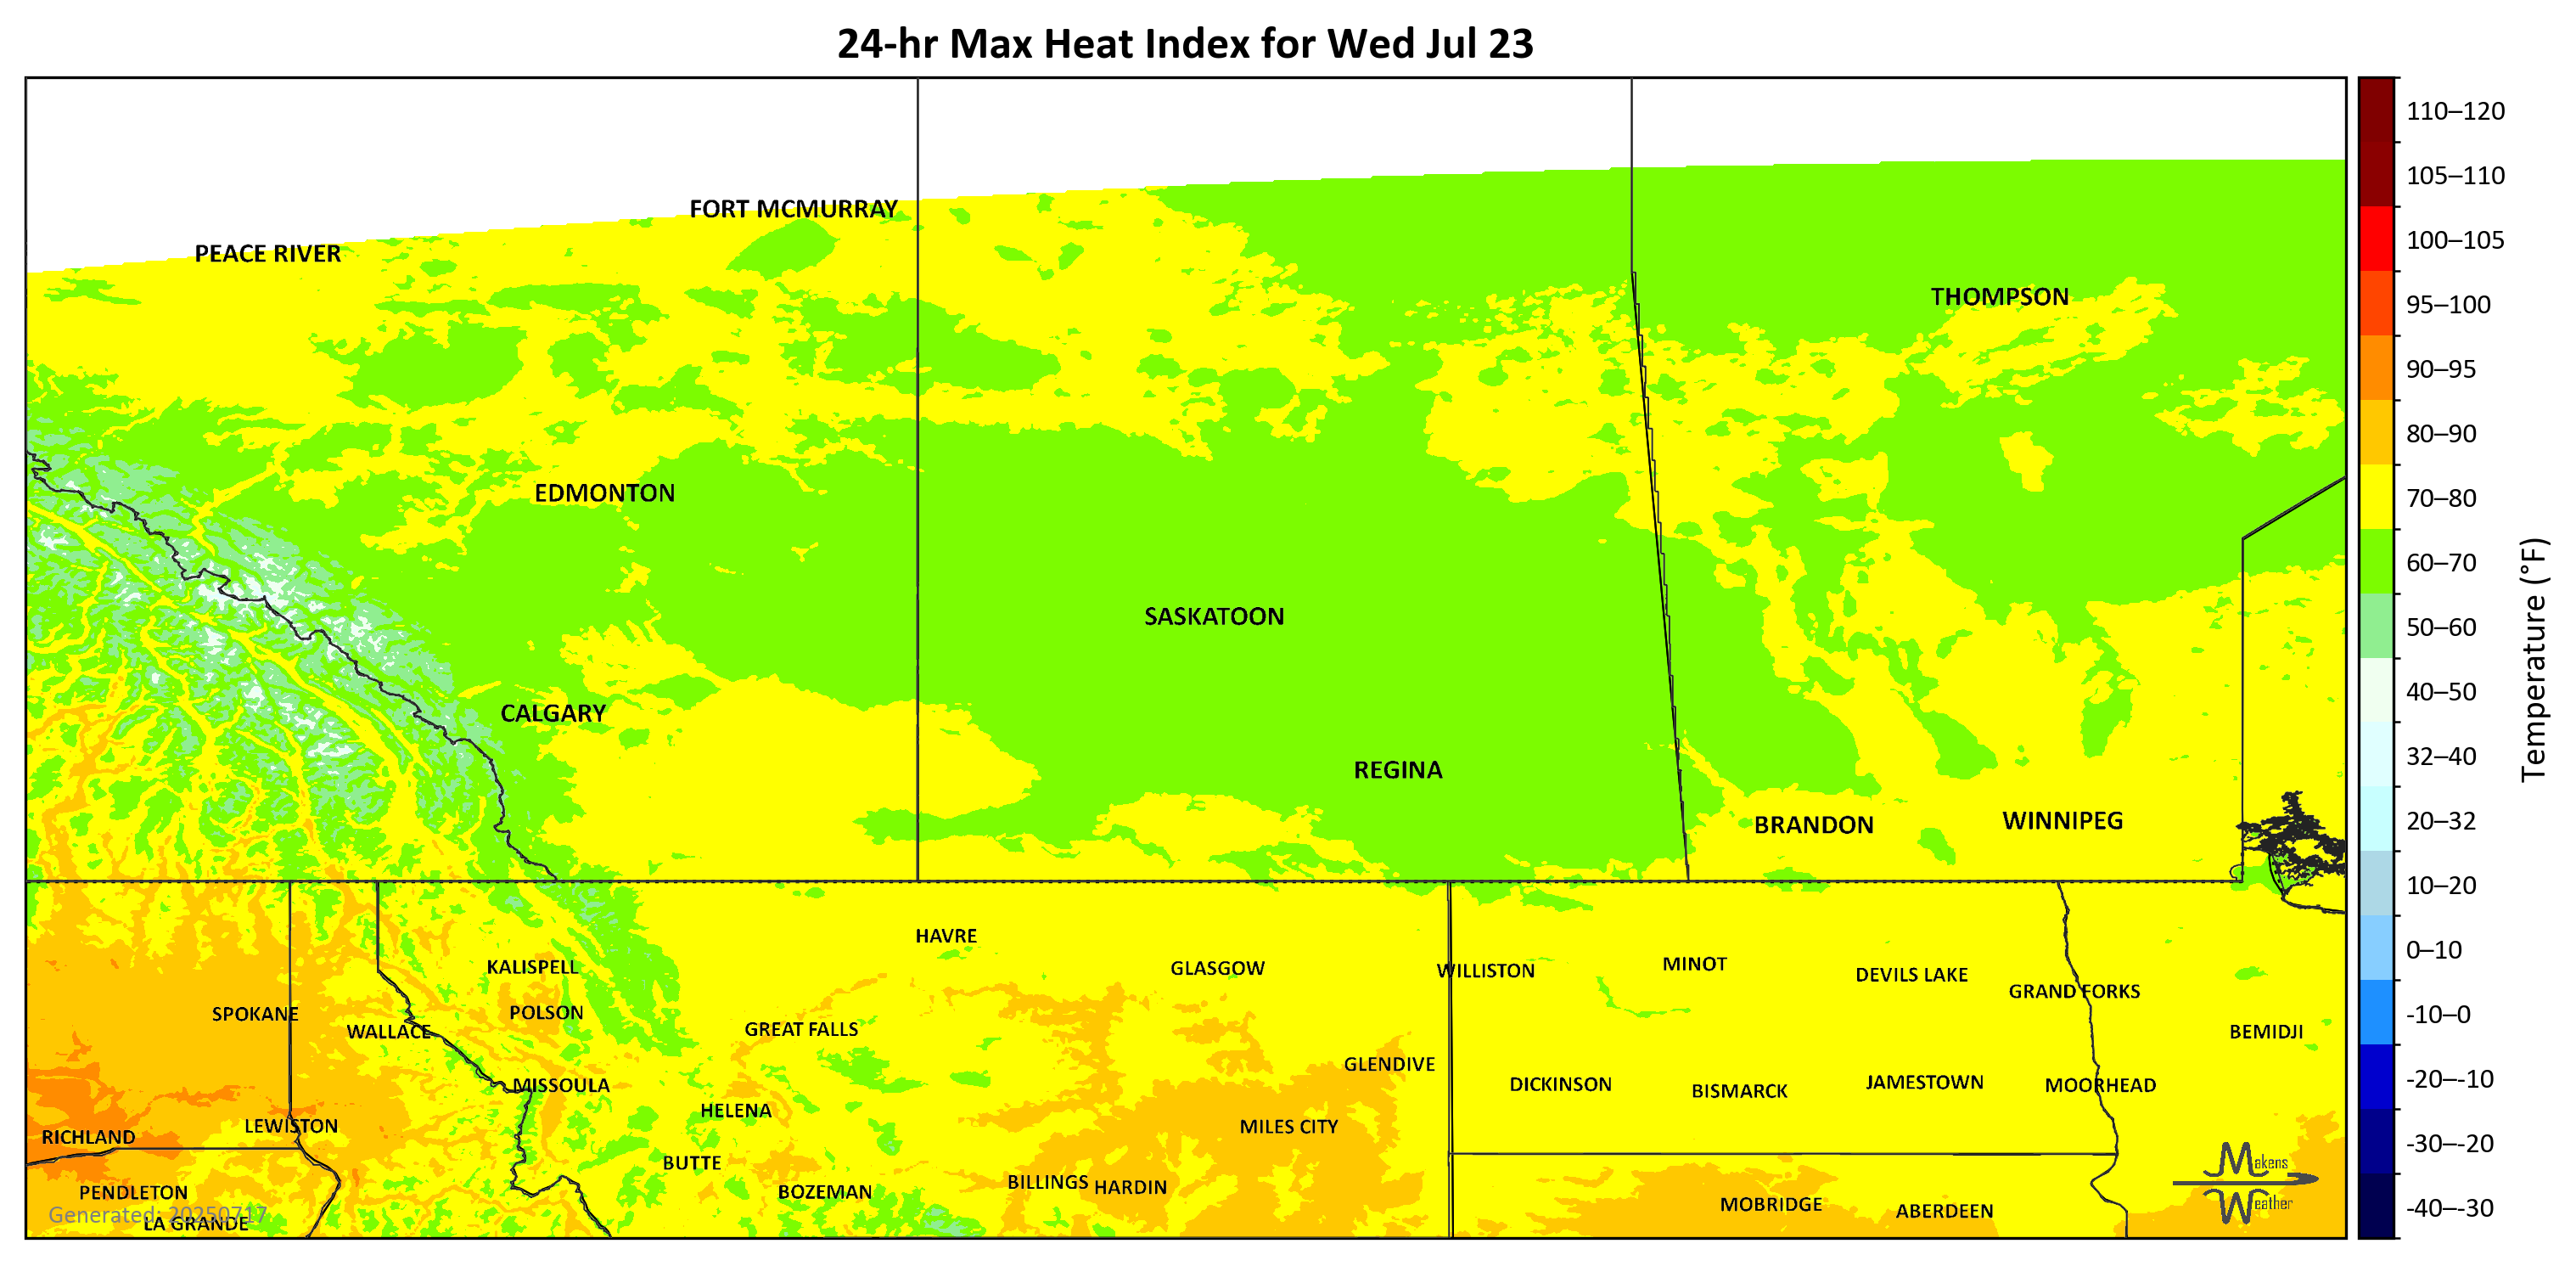 24-hr Max Heat Index for Wed Jul 23
FORT MCMURRAY
PEACE RIVER
THOMPSON
EDMONTON
SASKATOON
CALGARY
REGINA
BRANDON
WINNIPEG
HAVRE
KALISPELL
GLASGOW
WILLISTON
MINOT
DEVILS LAKE
GRAND FORKS
SPOKANE
POLSON
WALLACE
GREAT FALLS
BEMIDJI
GLENDIVE
MISSOULA
DICKINSON
BISMARCK
JAMESTOWN
MOORHEAD
HELENA
LEWISTON
MILES CITY
RICHLAND
BUTTE
BILLINGS
HARDIN
PENDLETON
BOZEMAN
MOBRIDGE
ABERDEEN
LA GRANDE
Generated: 20250717
Makens
Weather
110–120
105–110
100–105
95–100
90–95
80–90
70–80
60–70
50–60
40–50
32–40
20–32
10–20
0–10
-10–0
-20–-10
-30–-20
-40–-30
Temperature (°F)